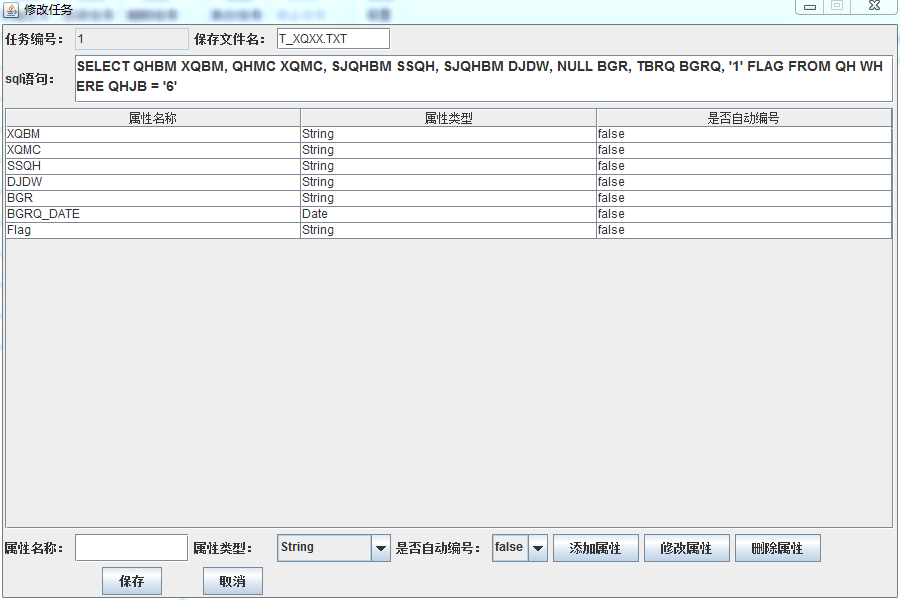 修改任务
任务编号： 1 保存文件名： T_XQXX.TXT
sql语句： SELECT QHBM XQBM, QHMC XQMC, SJQHBM SSQH, SJQHBM DJDW, NULL BGR, TBRQ BGRQ, '1' FLAG FROM QH WH
ERE QHJB = '6'
属性名称 属性类型 是否自动编号
XQBM String false
XQMC String false
SSQH String false
DJDW String false
BGR String false
BGRQ_DATE Date false
Flag String false
属性名称： 属性类型： String 是否自动编号： false 添加属性 修改属性 删除属性
保存 取消